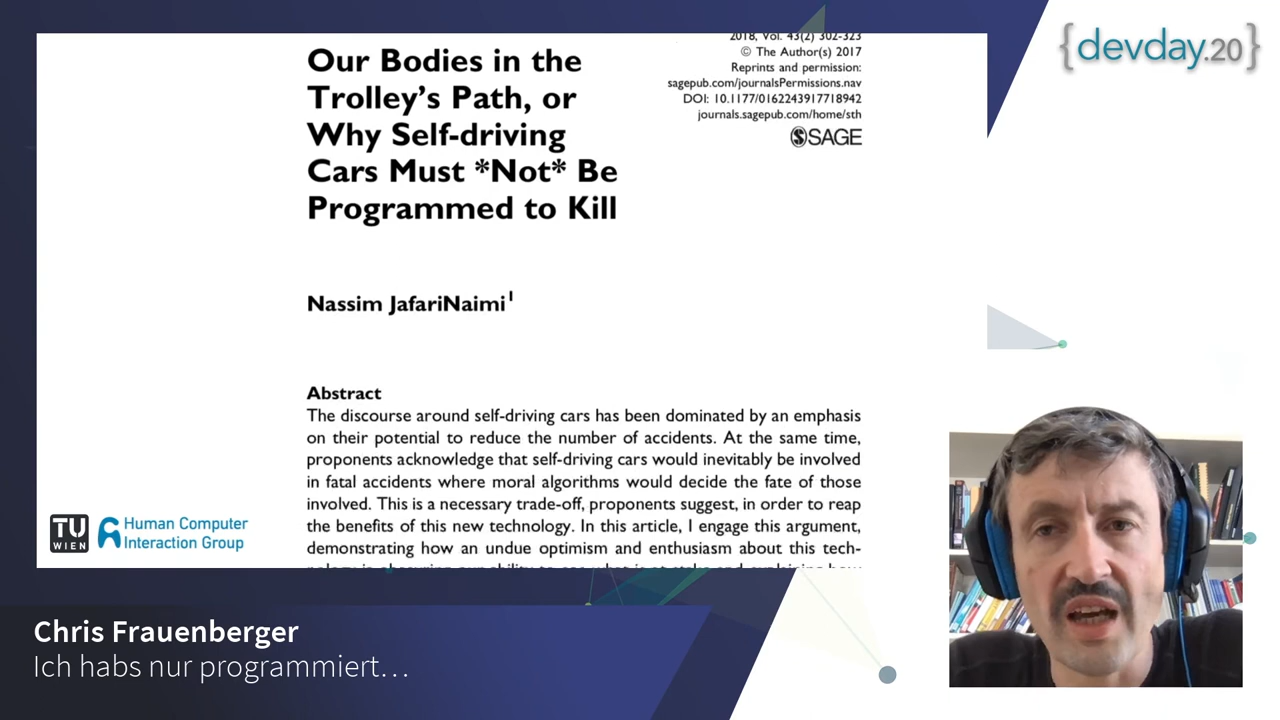 Our Bodies in the
Trolley's Path, or
Why Self-driving
Cars Must *Not* Be
Programmed to Kill
2018, Vol. 43(2) 302-323
© The Author(s) 2017
Reprints and permission:
sagepub.com/journalsPermissions.nav
DOI: 10.1177/0162243917718942
journals.sagepub.com/home/sth
SAGE
{devday.20}
Nassim JafariNaimi1
Abstract
The discourse around self-driving cars has been dominated by an emphasis
on their potential to reduce the number of accidents. At the same time,
proponents acknowledge that self-driving cars would inevitably be involved
in fatal accidents where moral algorithms would decide the fate of those
involved. This is a necessary trade-off, proponents suggest, in order to reap
the benefits of this new technology. In this article, I engage this argument,
demonstrating how an undue optimism and enthusiasm about this tech-
TU
WIEN
Human Computer
Interaction Group
Chris Frauenberger
Ich habs nur programmiert...